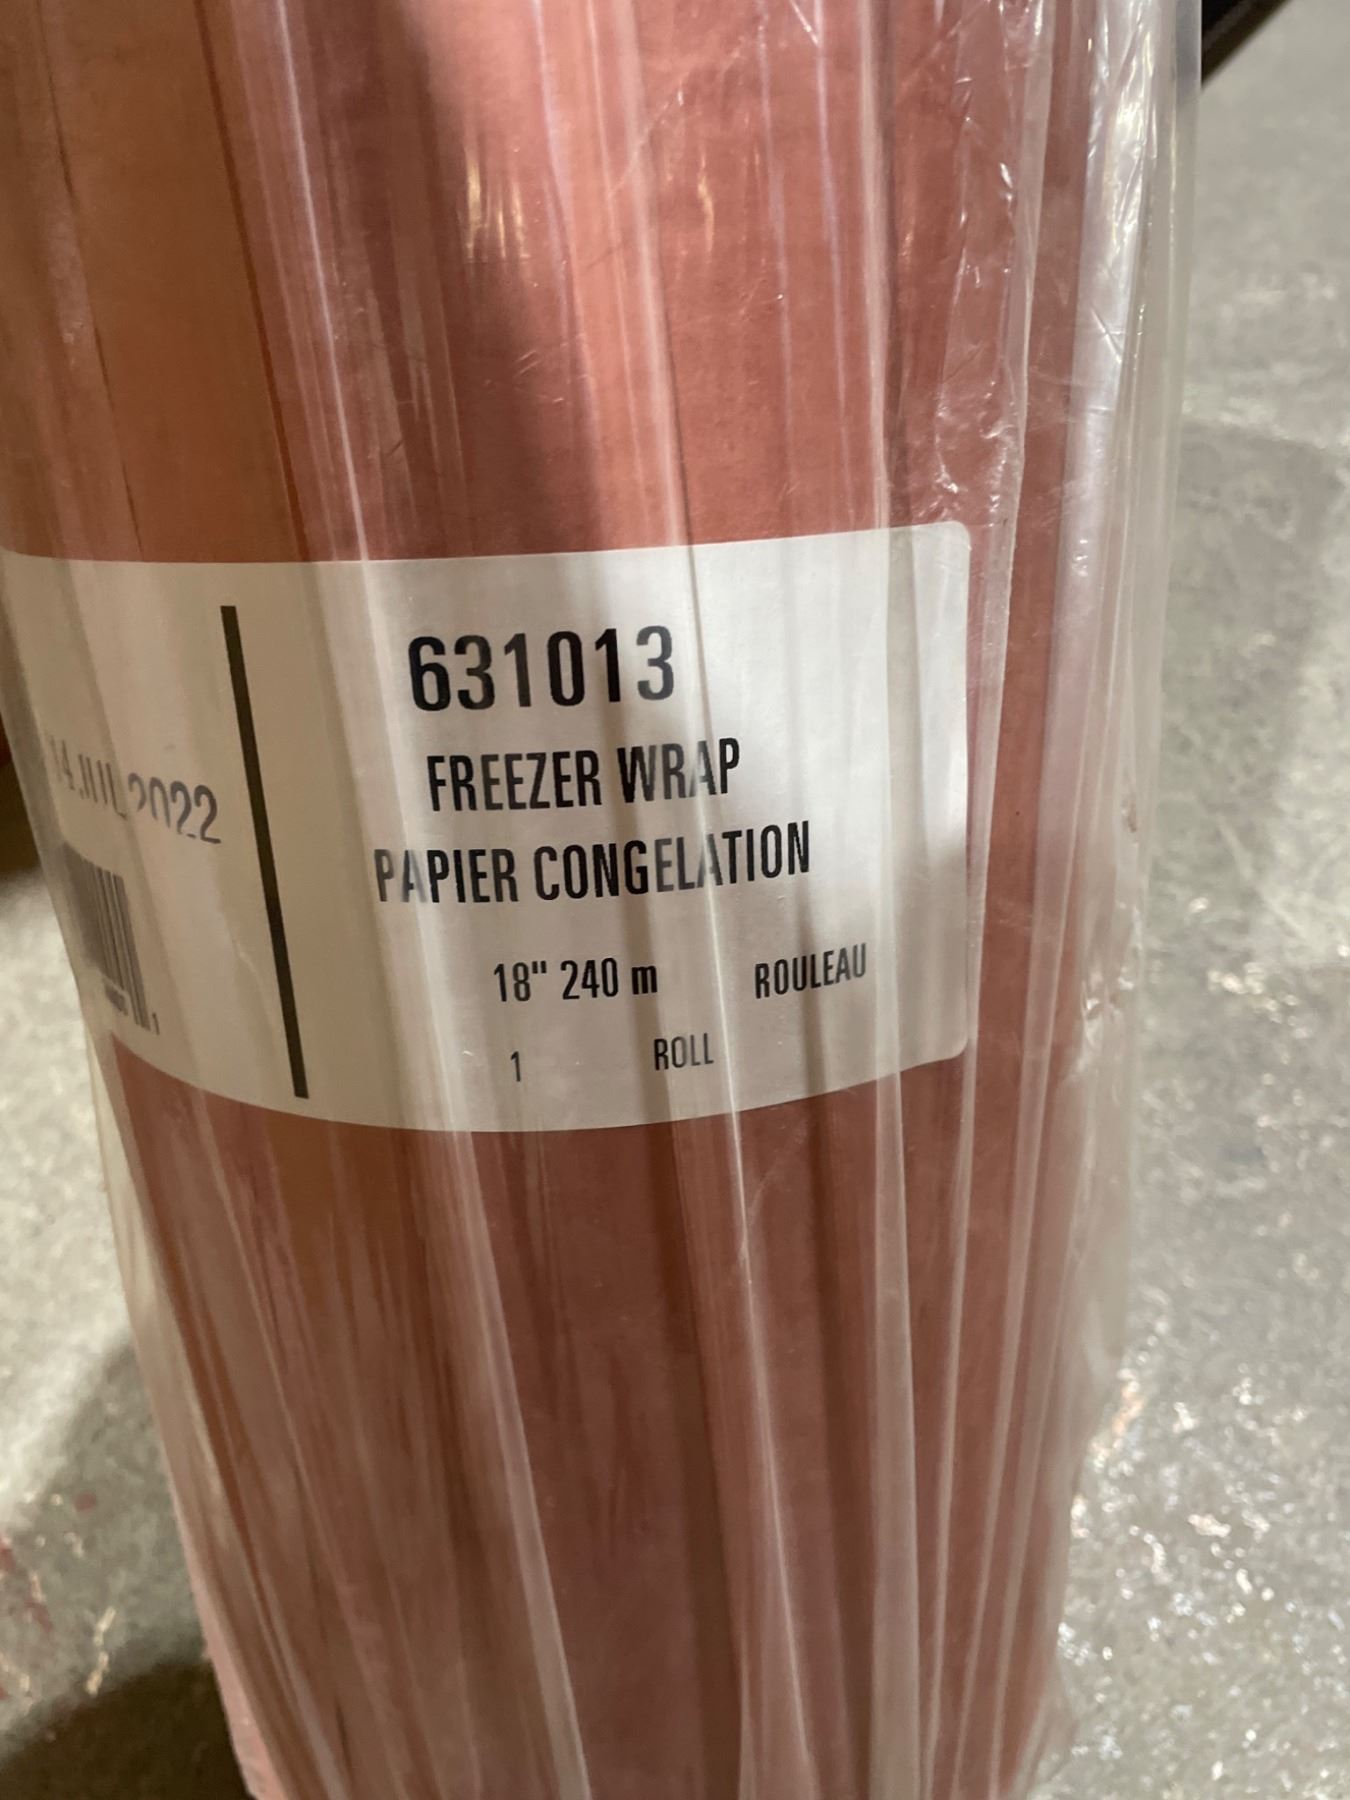 631013
FREEZER WRAP
PAPIER CONGELATION
18" 240 m ROULEAU
1 ROLL
14 JUL 2022